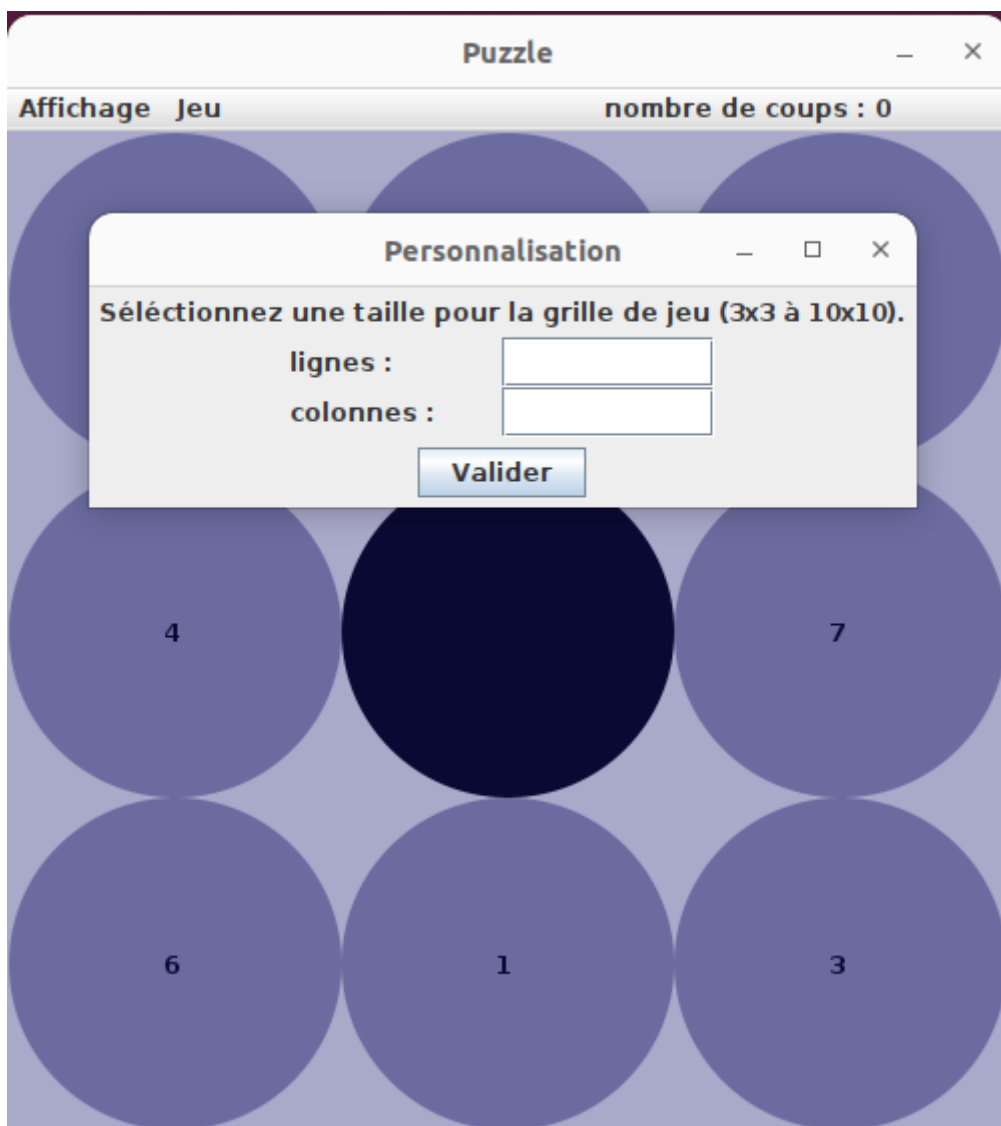 Puzzle
Affichage Jeu nombre de coups : 0
Personnalisation
Séléctionnez une taille pour la grille de jeu (3x3 à 10x10).
lignes :
colonnes :
Valider
4 7
6 1 3